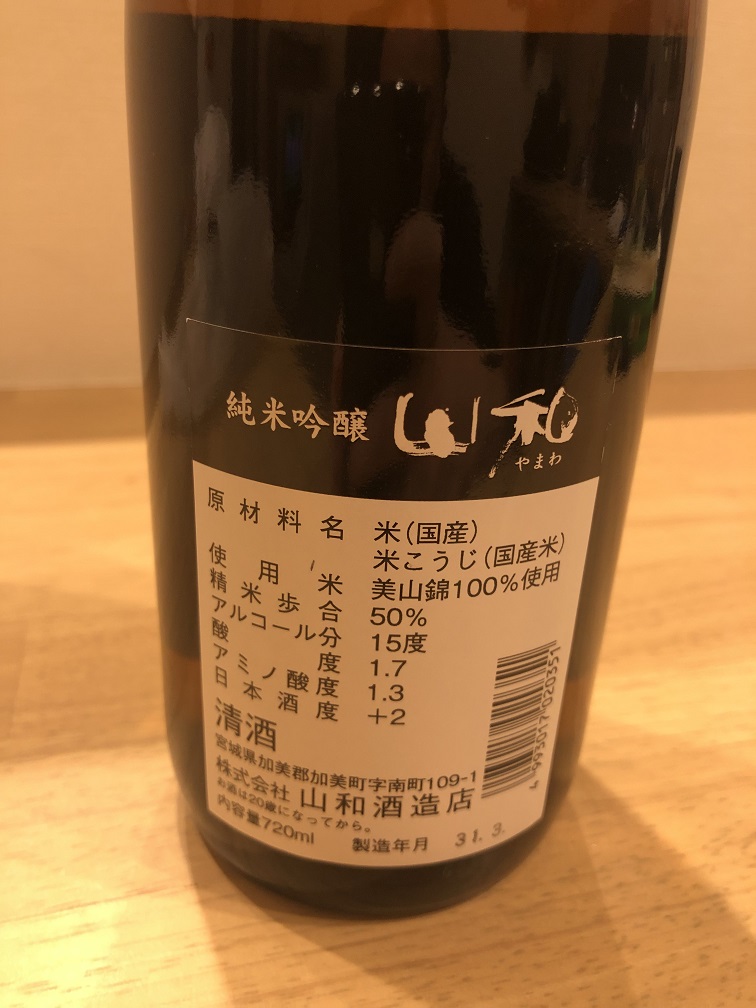 純米吟醸 山和
やまわ
原材料名 米(国産)
米こうじ(国産米)
使用米 美山錦100%使用
精米歩合 50%
アルコール分 15度
酸度 1.7
アミノ酸度 1.3
日本酒度 +2
清酒
宮城県加美郡加美町字南町109-1
株式会社 山和酒造店
お酒は20歳になってから。
内容量720ml 製造年月 31.3.
4993017020351